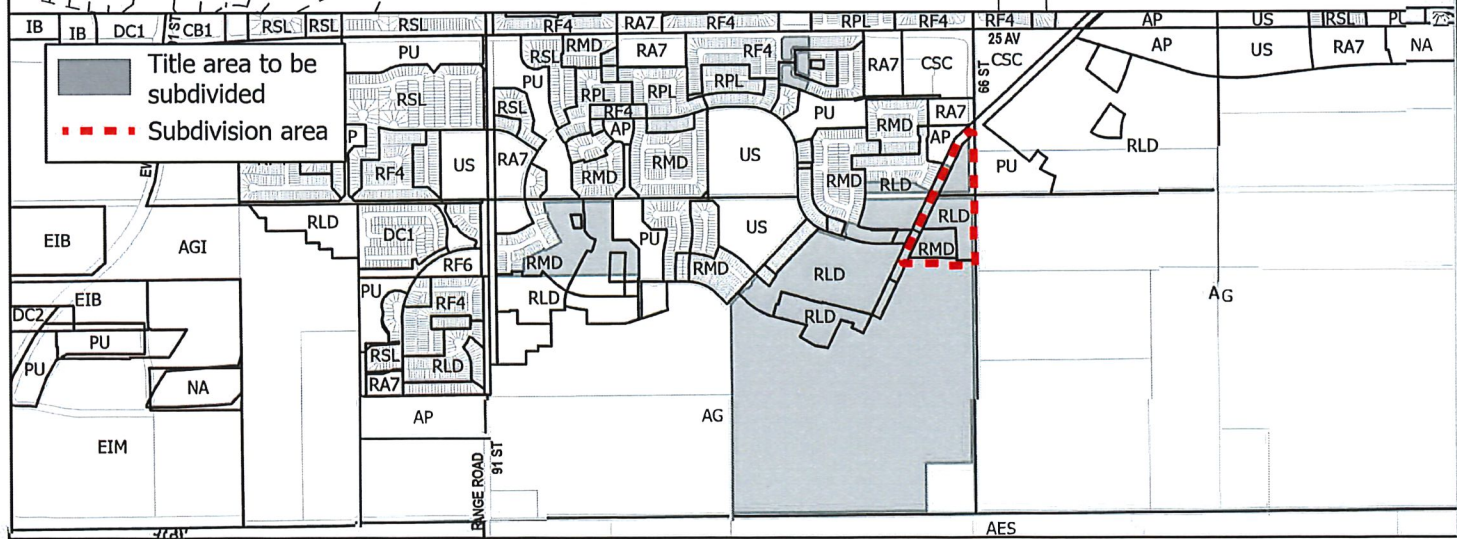 IB
IB
DC1
91 ST
CB1
RSL
RSL
RSL
RF4
RA7
RF4
RPL
RF4
RF4
AP
US
RSL
25 AV
Title area to be
subdivided
Subdivision area
PU
RSL
RMD
RA7
RF4
RA7
CSC
66 ST
CSC
AP
US
RA7
NA
RSL
PU
RPL
RPL
RPL
RSL
RF4
PU
RA7
RMD
P
RF4
US
RA7
AP
RMD
RMD
US
AP
RLD
PU
RMD
RLD
EIB
AGI
RLD
DC1
RF6
RMD
PU
US
RLD
RMD
RMD
RLD
EIB
PU
RF4
RLD
RLD
AG
DC2
PU
PU
RSL
RLD
NA
RA7
AP
AG
EIM
RANGE ROAD
91 ST
AES